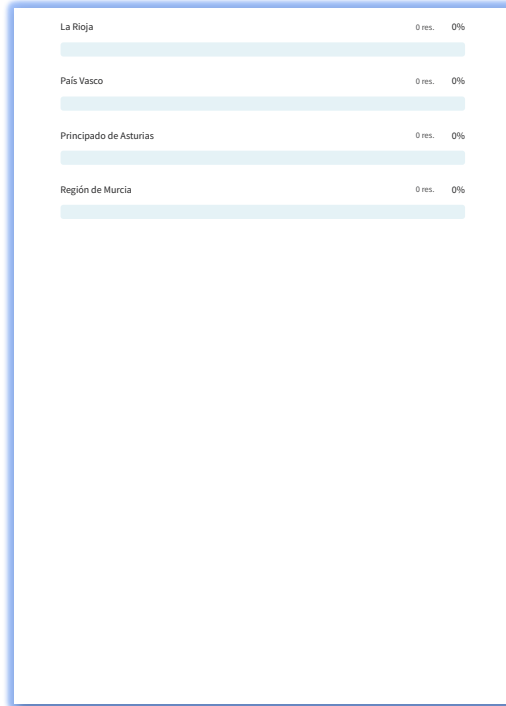 La Rioja 0 res. 0%
País Vasco 0 res. 0%
Principado de Asturias 0 res. 0%
Región de Murcia 0 res. 0%